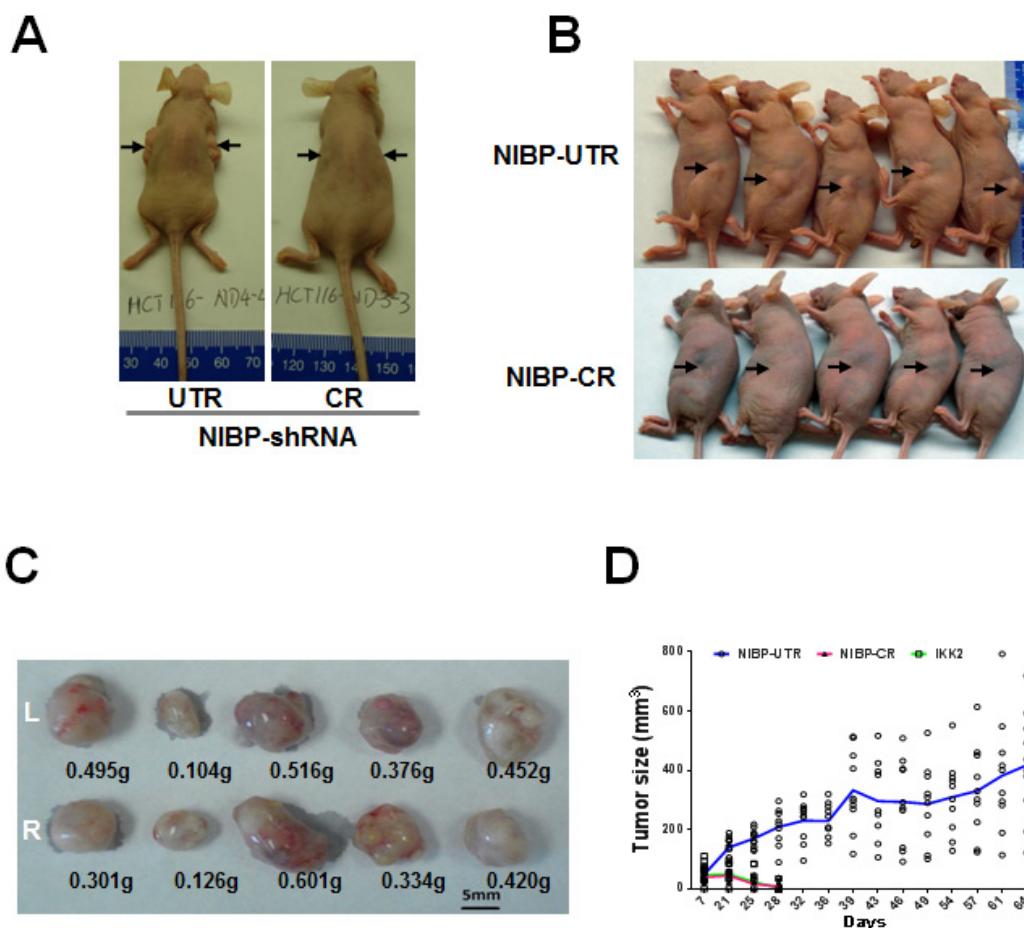 A
B
HCT116- ND4-4
HCT116-ND3-3
30 40 50 60 70
120 130 140 150
UTR
CR
NIBP-shRNA
NIBP-UTR
NIBP-CR
C
D
L
0.495g 0.104g 0.516g 0.376g 0.452g
R
0.301g 0.126g 0.601g 0.334g 0.420g
5mm
NIBP-UTR NIBP-CR IKK2
Tumor size (mm³)
800
600
400
200
0
7 21 25 28 32 36 39 43 46 49 54 57 61
Days